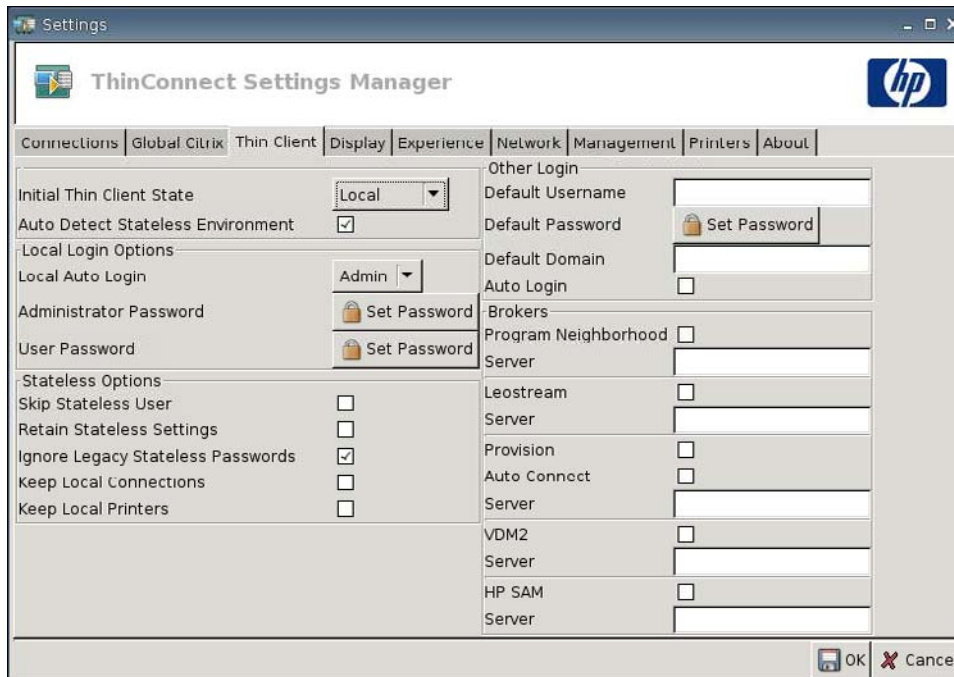 Settings
ThinConnect Settings Manager
hp
Connections Global Citrix Thin Client Display Experience Network Management Printers About
Initial Thin Client State Local
Auto Detect Stateless Environment
Local Login Options
Local Auto Login Admin
Administrator Password Set Password
User Password Set Password
Stateless Options
Skip Stateless User
Retain Stateless Settings
Ignore Legacy Stateless Passwords
Keep Local Connections
Keep Local Printers
Other Login
Default Username
Default Password Set Password
Default Domain
Auto Login
Brokers
Program Neighborhood
Server
Leostream
Server
Provision
Auto Connect
Server
VDM2
Server
HP SAM
Server
OK Cance